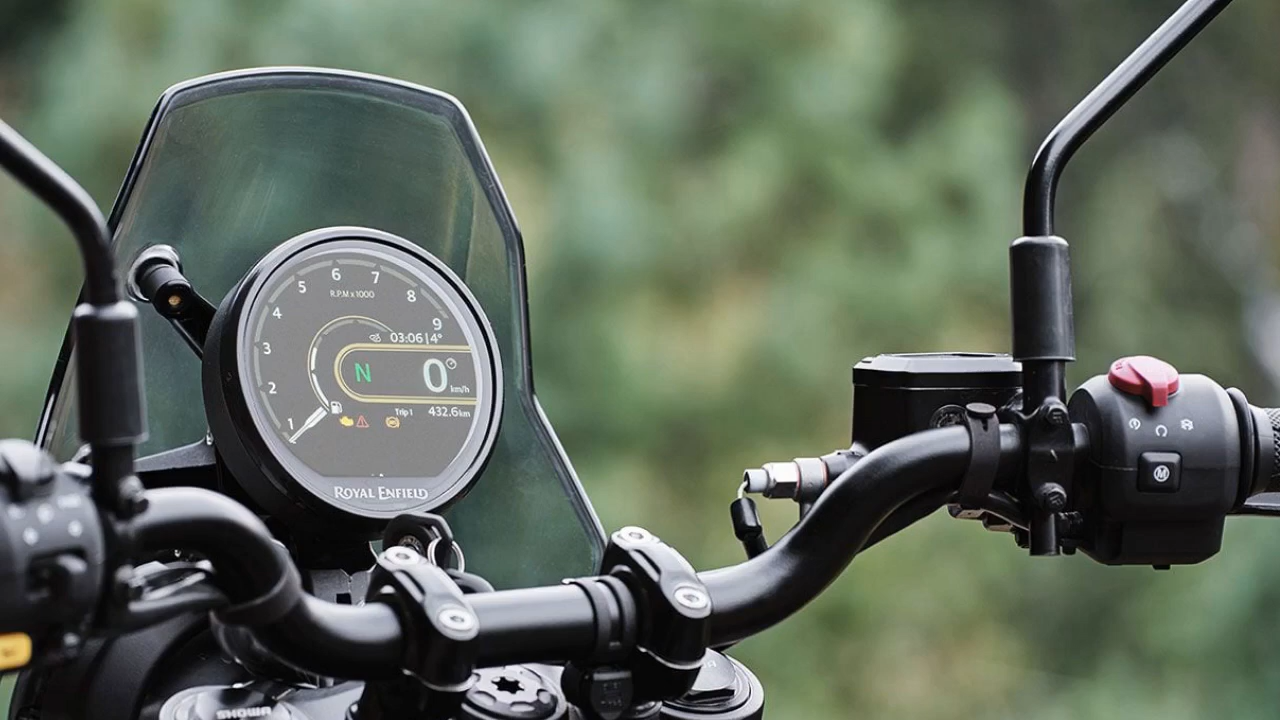 6 7
5 8
R.P.M x 1000
4 9
03:06 | 4°
3
N 0 km/h
2
Trip 1 432.6km
1
ROYAL ENFIELD
M
SHOWA